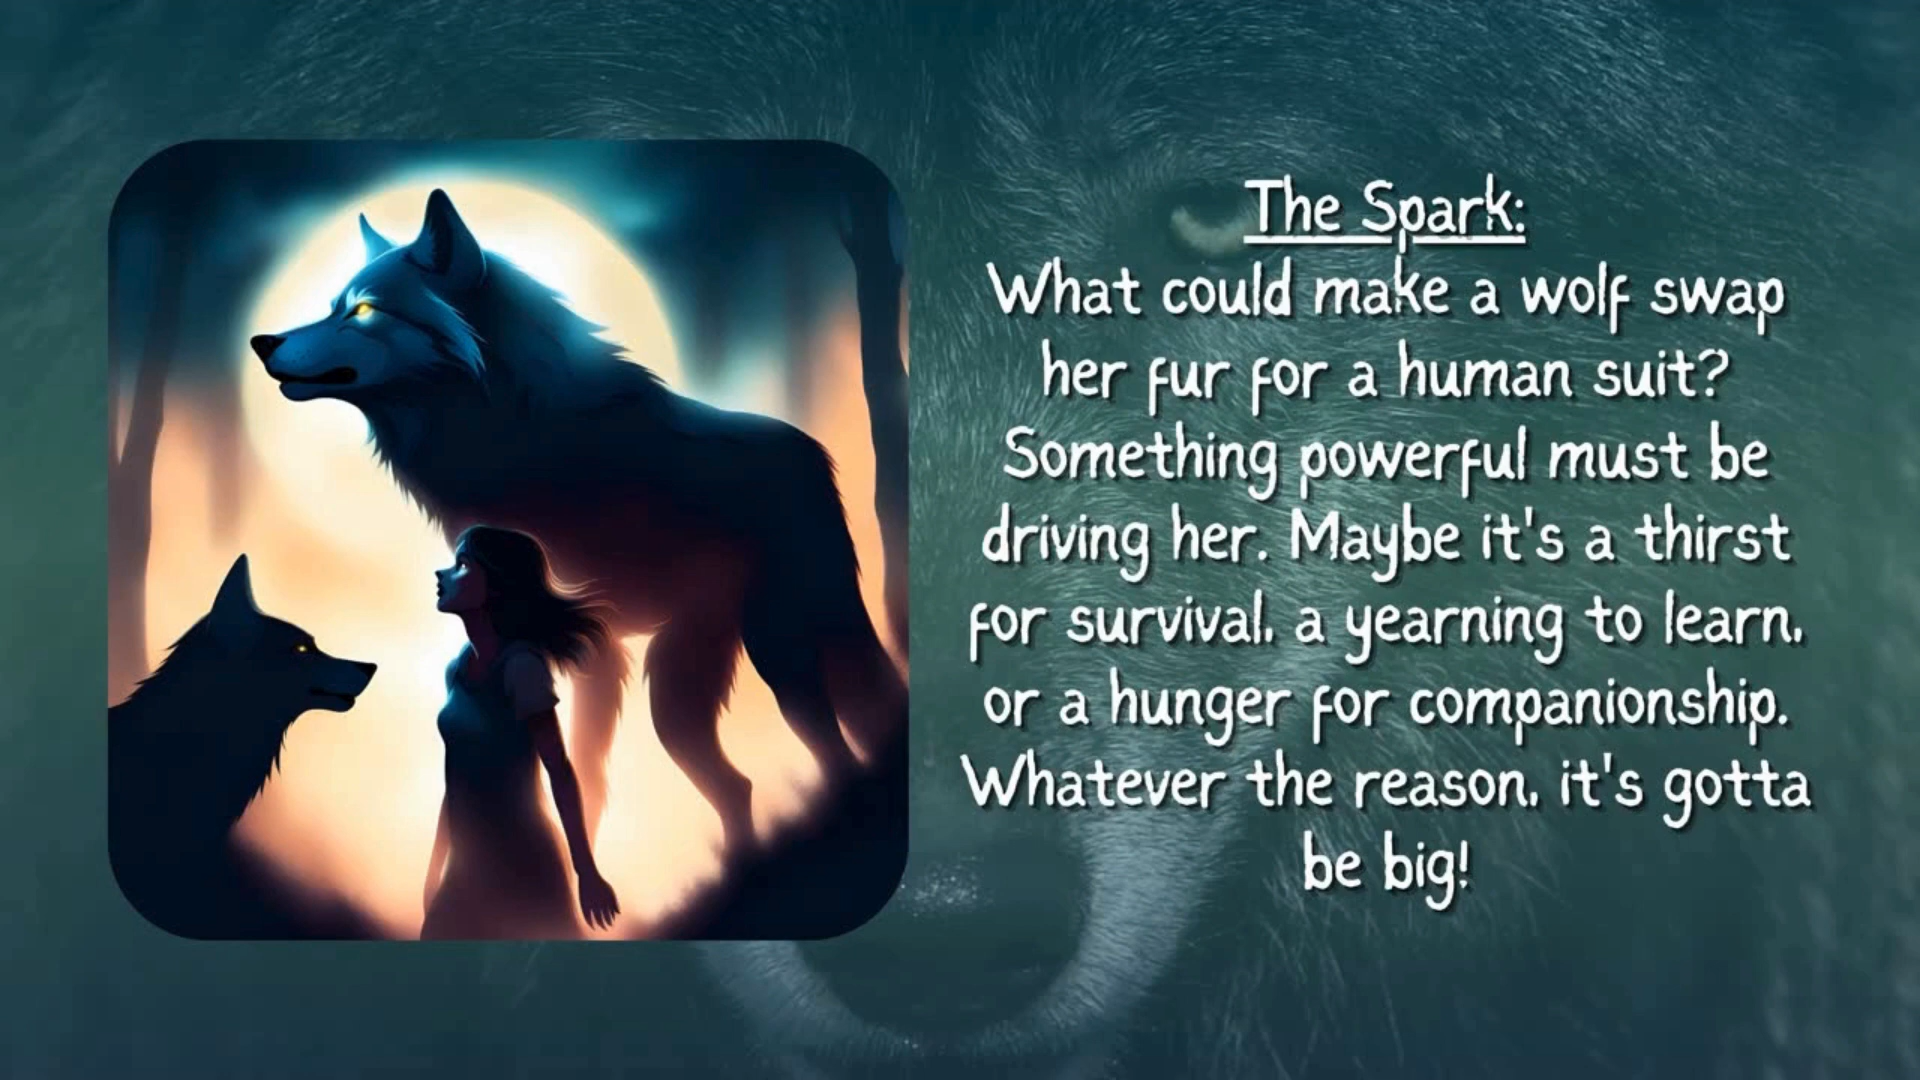 The Spark:
What could make a wolf swap
her fur for a human suit?
Something powerful must be
driving her. Maybe it's a thirst
for survival, a yearning to learn,
or a hunger for companionship.
Whatever the reason, it's gotta
be big!